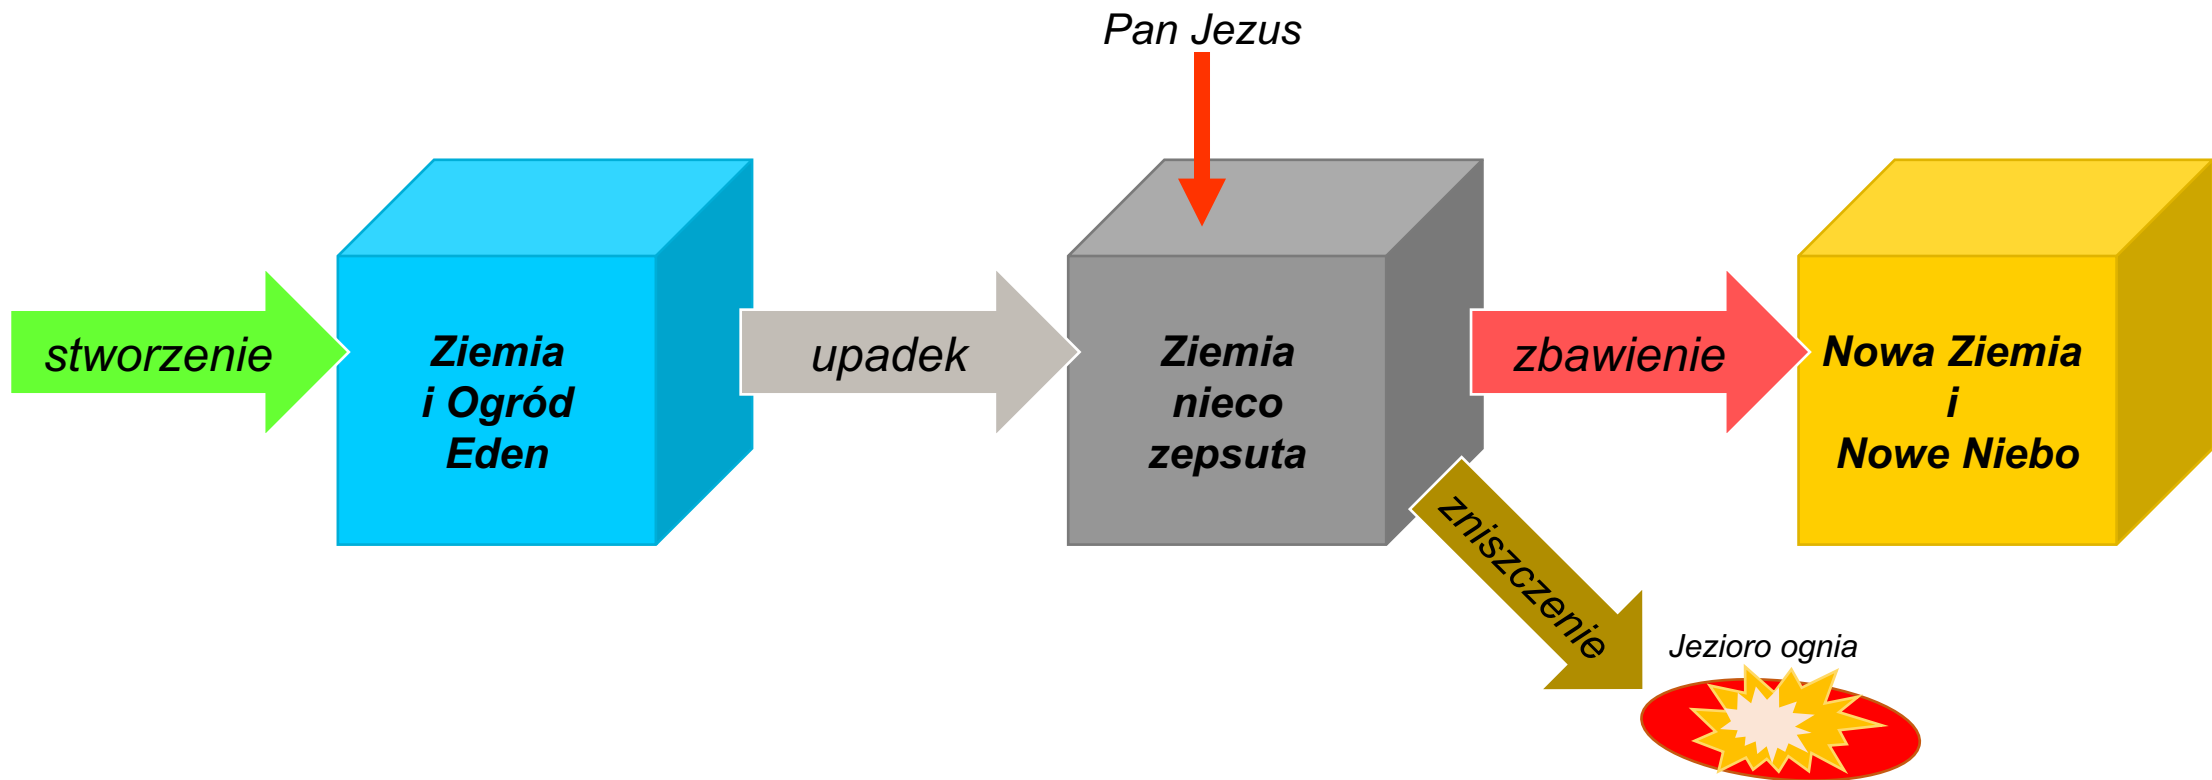 Pan Jezus
stworzenie
Ziemia
i Ogród
Eden
upadek
Ziemia
nieco
zepsuta
zbawienie
Nowa Ziemia
i
Nowe Niebo
zniszczenie
Jezioro ognia